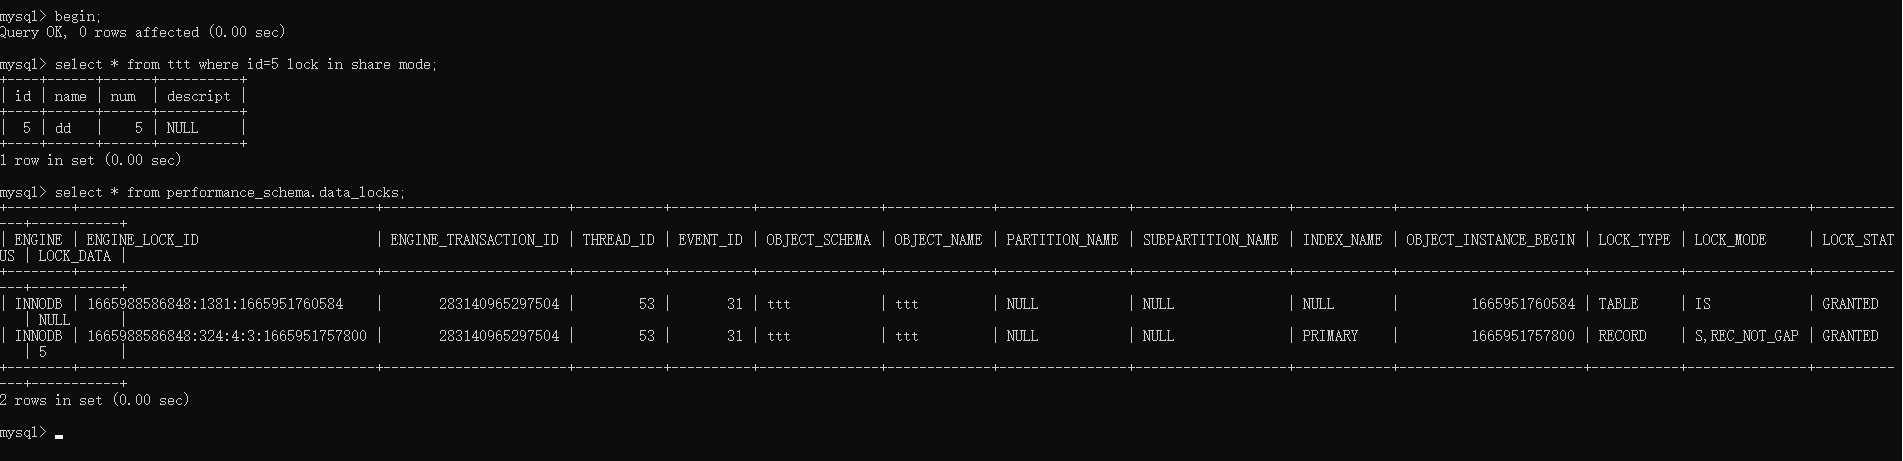 mysql> begin;
Query OK, 0 rows affected (0.00 sec)
mysql> select * from ttt where id=5 lock in share mode;
+----+------+------+----------+
| id | name | num  | descript |
+----+------+------+----------+
|  5 | dd   |    5 | NULL     |
+----+------+------+----------+
1 row in set (0.00 sec)
mysql> select * from performance_schema.data_locks;
+--------+---------------------------------------+-----------------------+-----------+----------+---------------+-------------+----------------+-------------------+------------+-----------------------+-----------+---------------+----------
---+-----------+
| ENGINE | ENGINE_LOCK_ID                        | ENGINE_TRANSACTION_ID | THREAD_ID | EVENT_ID | OBJECT_SCHEMA | OBJECT_NAME | PARTITION_NAME | SUBPARTITION_NAME | INDEX_NAME | OBJECT_INSTANCE_BEGIN | LOCK_TYPE | LOCK_MODE     | LOCK_STAT
US | LOCK_DATA |
+--------+---------------------------------------+-----------------------+-----------+----------+---------------+-------------+----------------+-------------------+------------+-----------------------+-----------+---------------+----------
---+-----------+
| INNODB | 1665988586848:1381:1665951760584      |       283140965297504 |        53 |       31 | ttt           | ttt         | NULL           | NULL              | NULL       |         1665951760584 | TABLE     | IS            | GRANTED
   | NULL      |
| INNODB | 1665988586848:324:4:3:1665951757800   |       283140965297504 |        53 |       31 | ttt           | ttt         | NULL           | NULL              | PRIMARY    |         1665951757800 | RECORD    | S,REC_NOT_GAP | GRANTED
   | 5         |
+--------+---------------------------------------+-----------------------+-----------+----------+---------------+-------------+----------------+-------------------+------------+-----------------------+-----------+---------------+----------
---+-----------+
2 rows in set (0.00 sec)
mysql> _